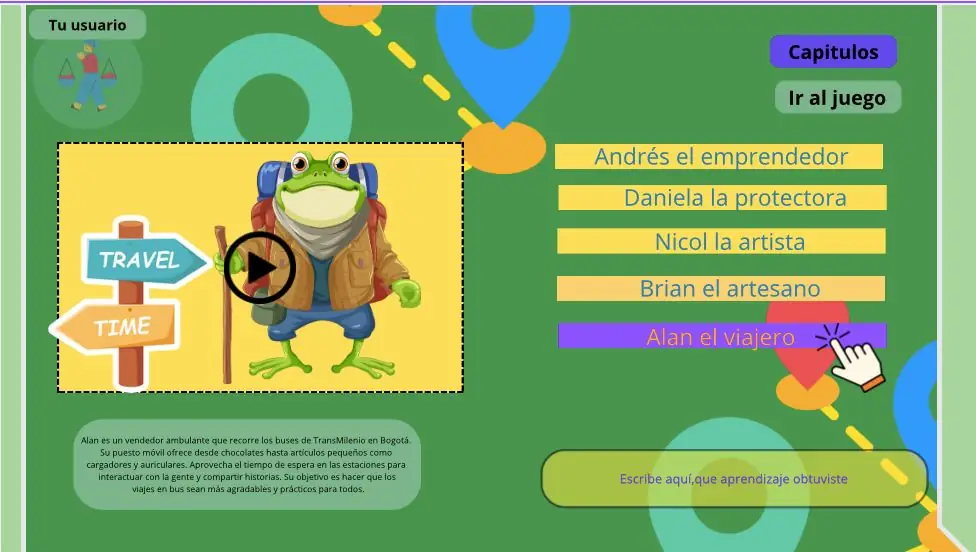 Tu usuario
Capitulos
Ir al juego
Andrés el emprendedor
Daniela la protectora
Nicol la artista
Brian el artesano
Alan el viajero
TRAVEL
TIME
Alan es un vendedor ambulante que recorre los buses de TransMilenio en Bogotá.
Su puesto móvil ofrece desde chocolates hasta artículos pequeños como
cargadores y auriculares. Aprovecha el tiempo de espera en las estaciones para
interactuar con la gente y compartir historias. Su objetivo es hacer que los
viajes en bus sean más agradables y prácticos para todos.
Escribe aquí,que aprendizaje obtuviste